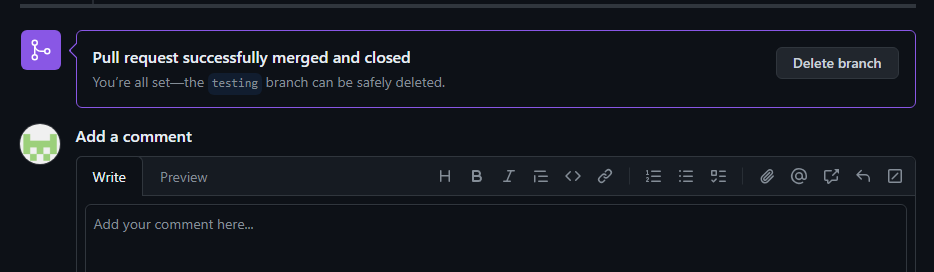 Pull request successfully merged and closed
You're all set—the testing branch can be safely deleted.
Delete branch
Add a comment
Write
Preview
Add your comment here...